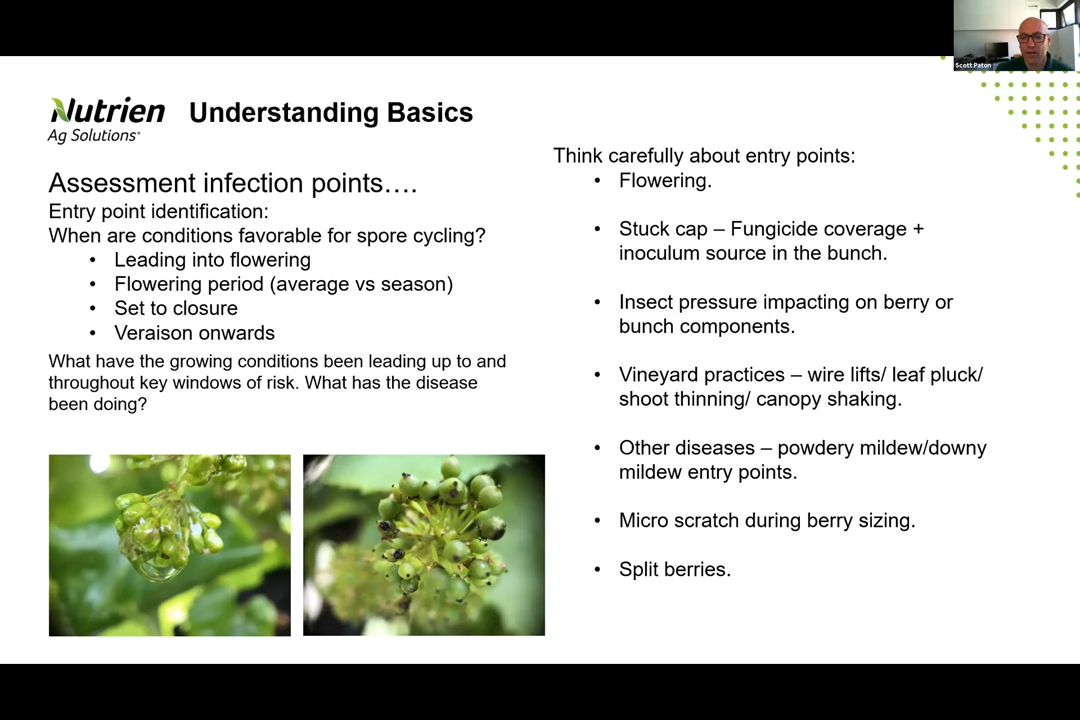 Scott Paton
Nutrien
Ag Solutions®
Understanding Basics
Assessment infection points….
Entry point identification:
When are conditions favorable for spore cycling?
• Leading into flowering
• Flowering period (average vs season)
• Set to closure
• Veraison onwards
What have the growing conditions been leading up to and
throughout key windows of risk. What has the disease
been doing?
Think carefully about entry points:
• Flowering.
• Stuck cap – Fungicide coverage +
inoculum source in the bunch.
• Insect pressure impacting on berry or
bunch components.
• Vineyard practices – wire lifts/ leaf pluck/
shoot thinning/ canopy shaking.
• Other diseases – powdery mildew/downy
mildew entry points.
• Micro scratch during berry sizing.
• Split berries.